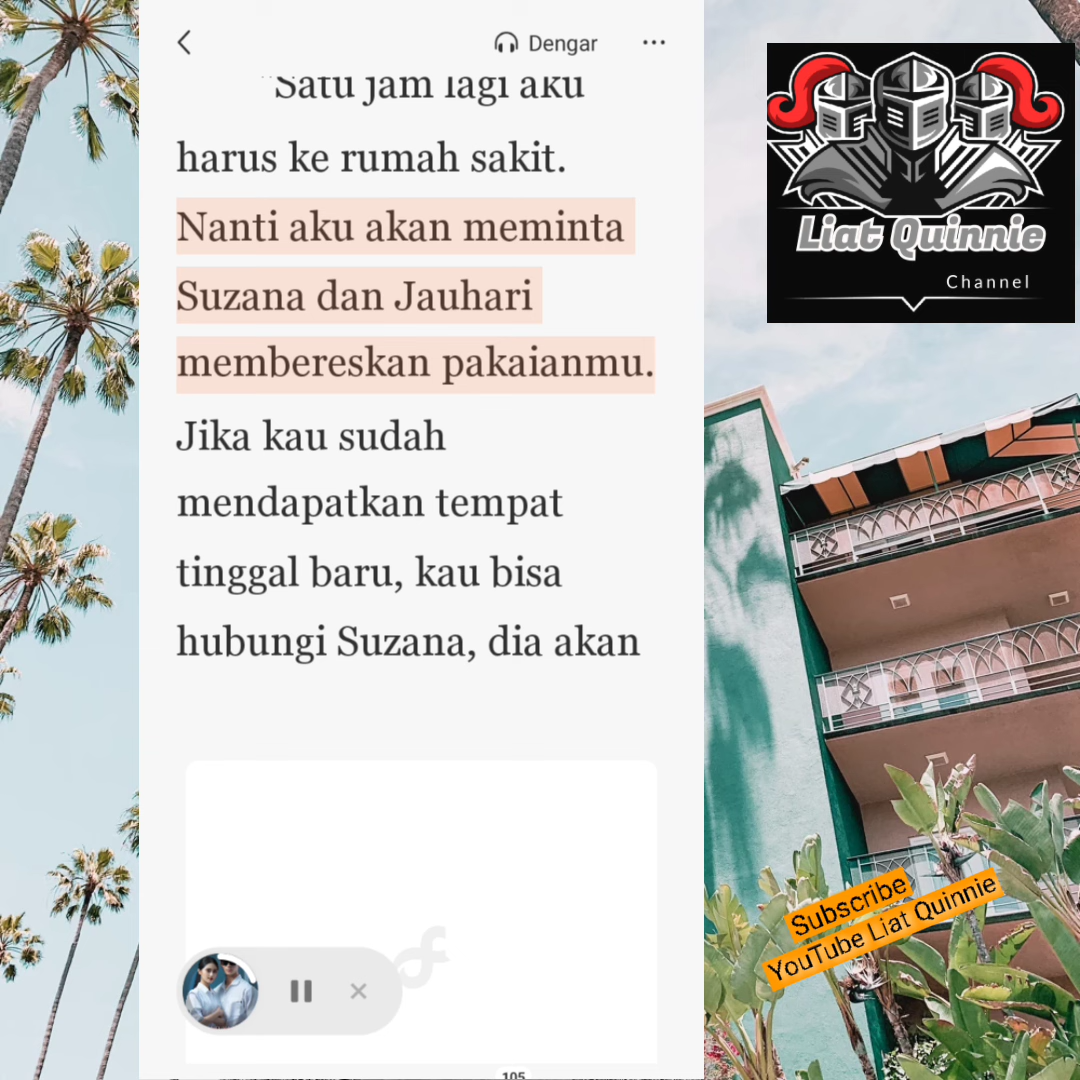 Dengar
"Satu jam lagi aku
harus ke rumah sakit.
Nanti aku akan meminta
Suzana dan Jauhari
membereskan pakaianmu.
Jika kau sudah
mendapatkan tempat
tinggal baru, kau bisa
hubungi Suzana, dia akan
105
Liat Quinnie
Channel
Subscribe
YouTube Liat Quinnie